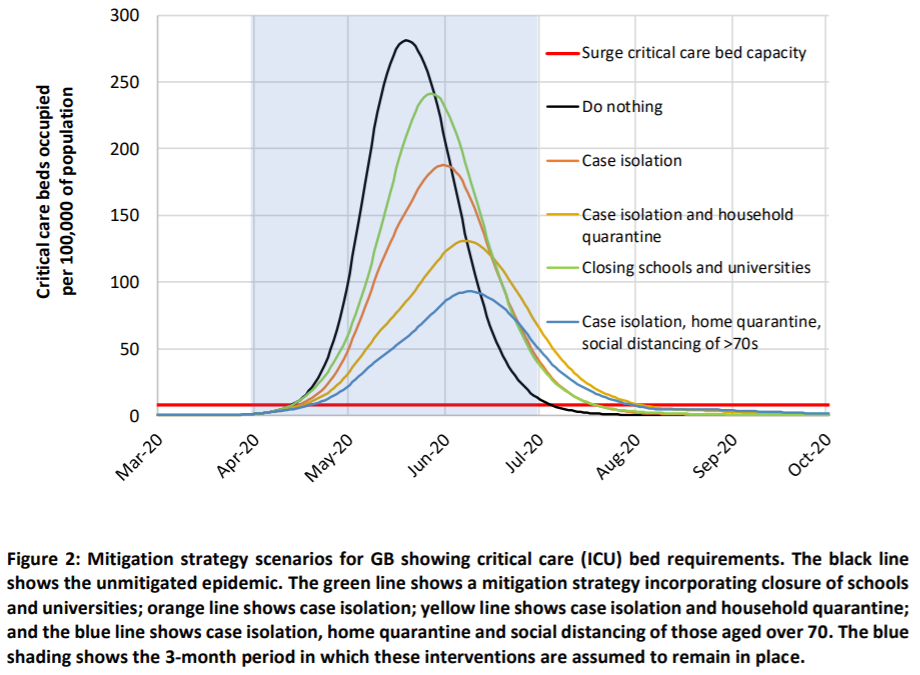 300
250
200
150
100
50
0
Critical care beds occupied
per 100,000 of population
Surge critical care bed capacity
Do nothing
Case isolation
Case isolation and household
quarantine
Closing schools and universities
Case isolation, home quarantine,
social distancing of >70s
Mar-20
Apr-20
May-20
Jun-20
Jul-20
Aug-20
Sep-20
Oct-20
Figure 2: Mitigation strategy scenarios for GB showing critical care (ICU) bed requirements. The black line
shows the unmitigated epidemic. The green line shows a mitigation strategy incorporating closure of schools
and universities; orange line shows case isolation; yellow line shows case isolation and household quarantine;
and the blue line shows case isolation, home quarantine and social distancing of those aged over 70. The blue
shading shows the 3-month period in which these interventions are assumed to remain in place.